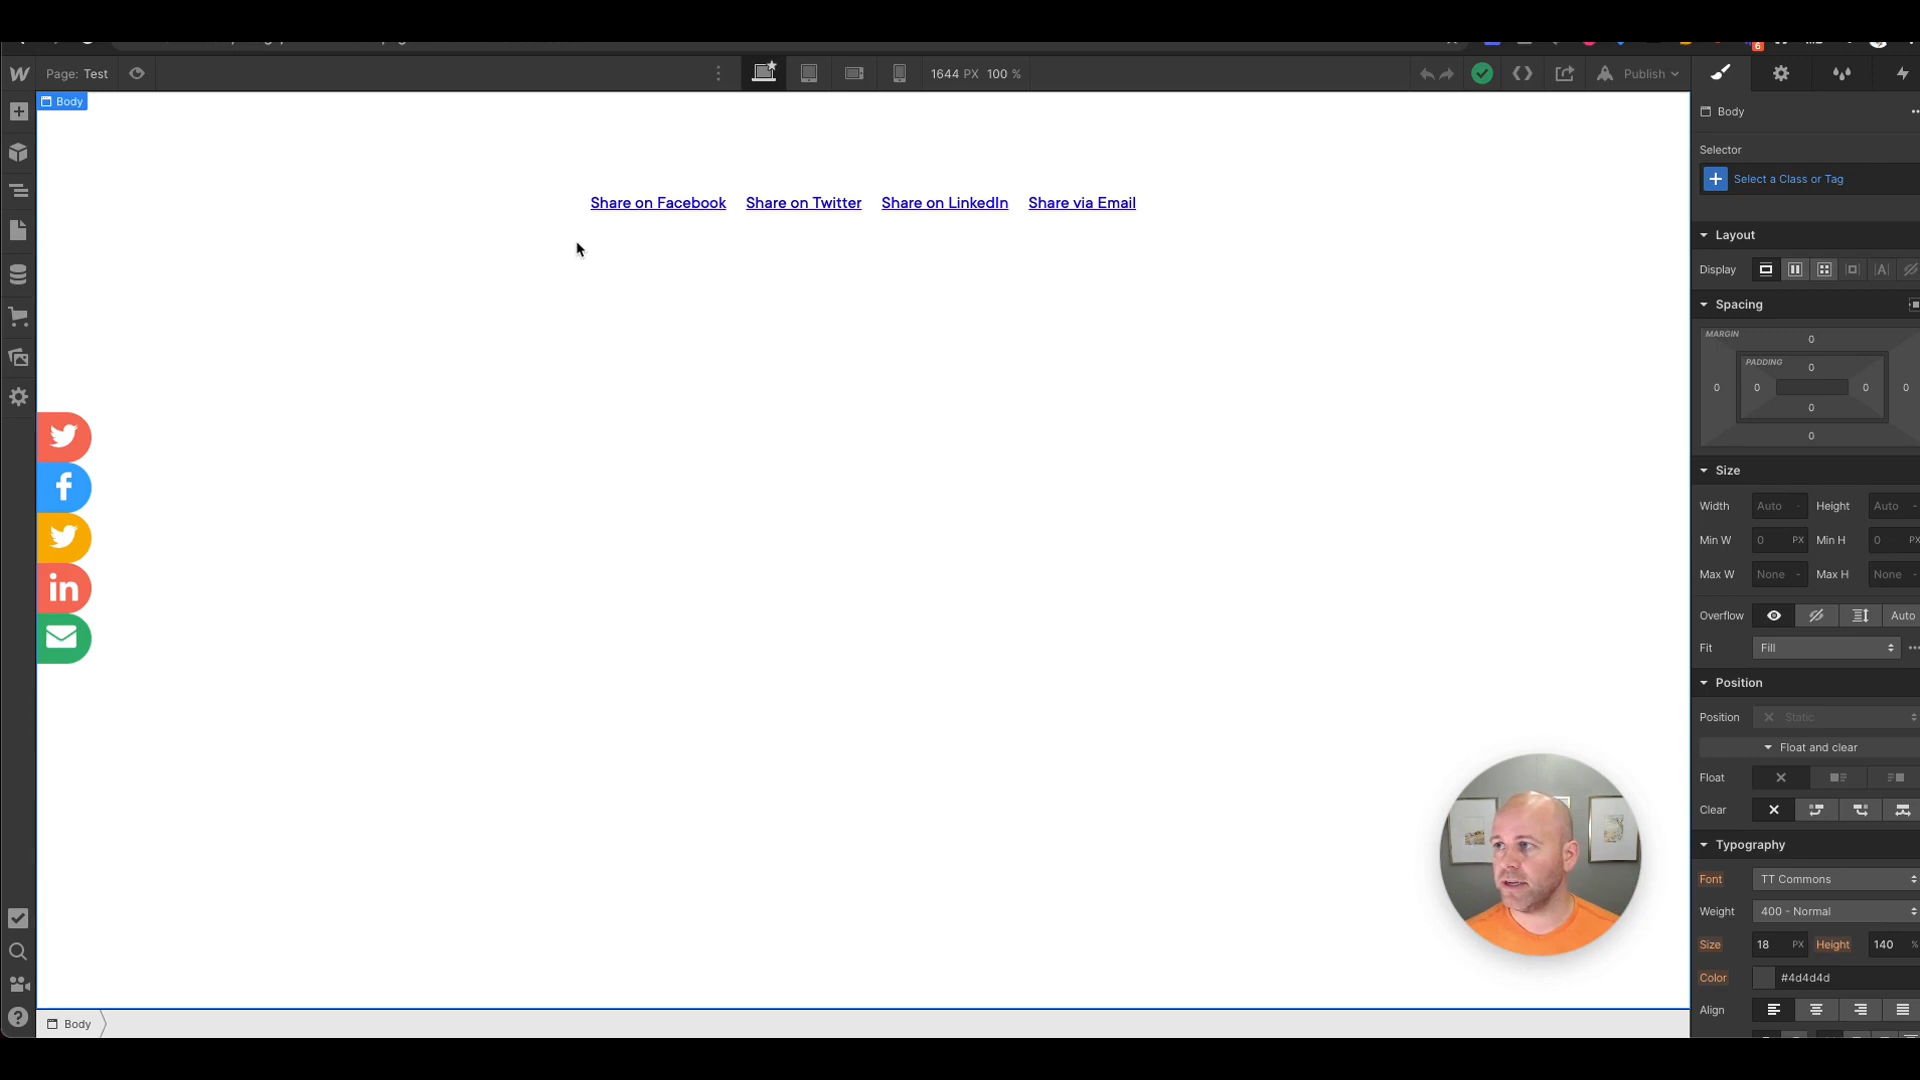 Page: Test
1644 PX 100 %
Publish
6
Body
Body
Selector
Select a Class or Tag
Share on Facebook Share on Twitter Share on LinkedIn Share via Email
Layout
Display
Spacing
MARGIN
0
PADDING
0
0 0 0 0
0
0
Size
Width Auto Height Auto
Min W 0 PX Min H 0 PX
Max W None Max H None
Overflow Auto
Fit Fill
Position
Position Static
Float and clear
Float
Clear
Typography
Font TT Commons
Weight 400 - Normal
Size 18 PX Height 140 %
Color #4d4d4d
Align
Body